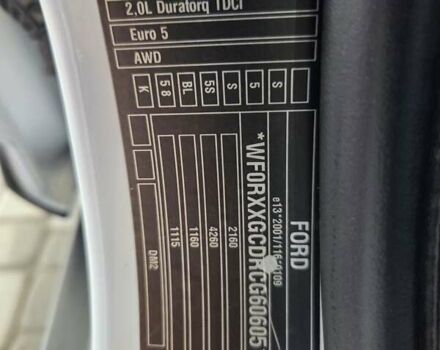 2,0L Duratorq TDCi
Euro 5
AWD
K 5 8 BL 5S S 5 S
FORD
e13*2001/116*0109
*WF0RXXGCDRCG60605
2160
4260
1160
1115
DM2